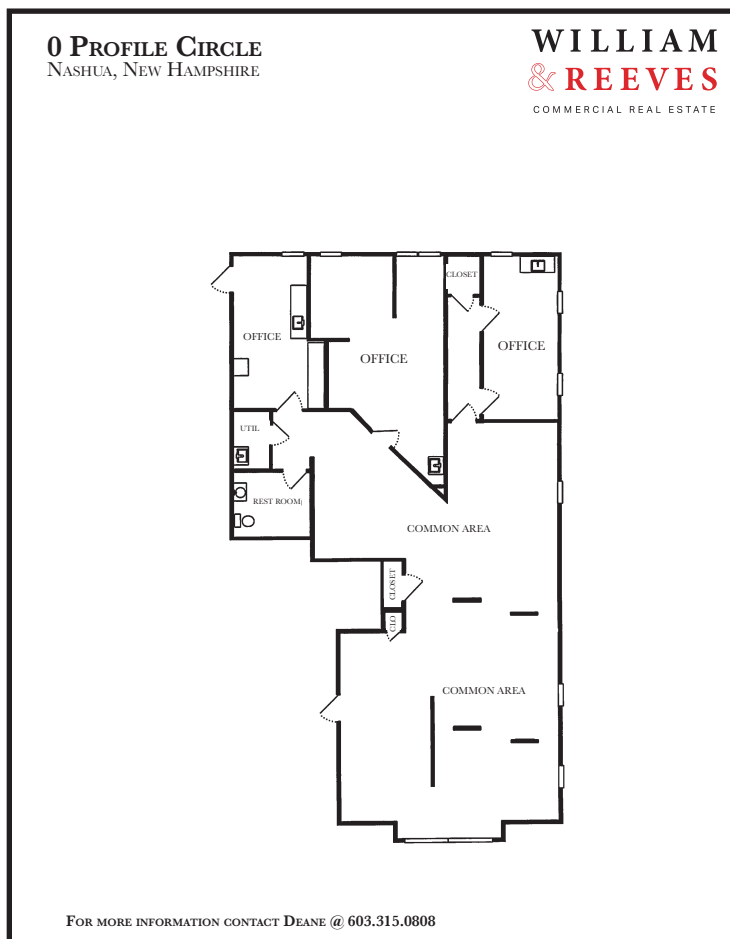 0 Profile Circle
Nashua, New Hampshire
WILLIAM
& REEVES
COMMERCIAL REAL ESTATE
CLOSET
OFFICE
OFFICE
OFFICE
UTIL
REST ROOM
COMMON AREA
CLOSET
CLO
COMMON AREA
For more information contact Deane @ 603.315.0808